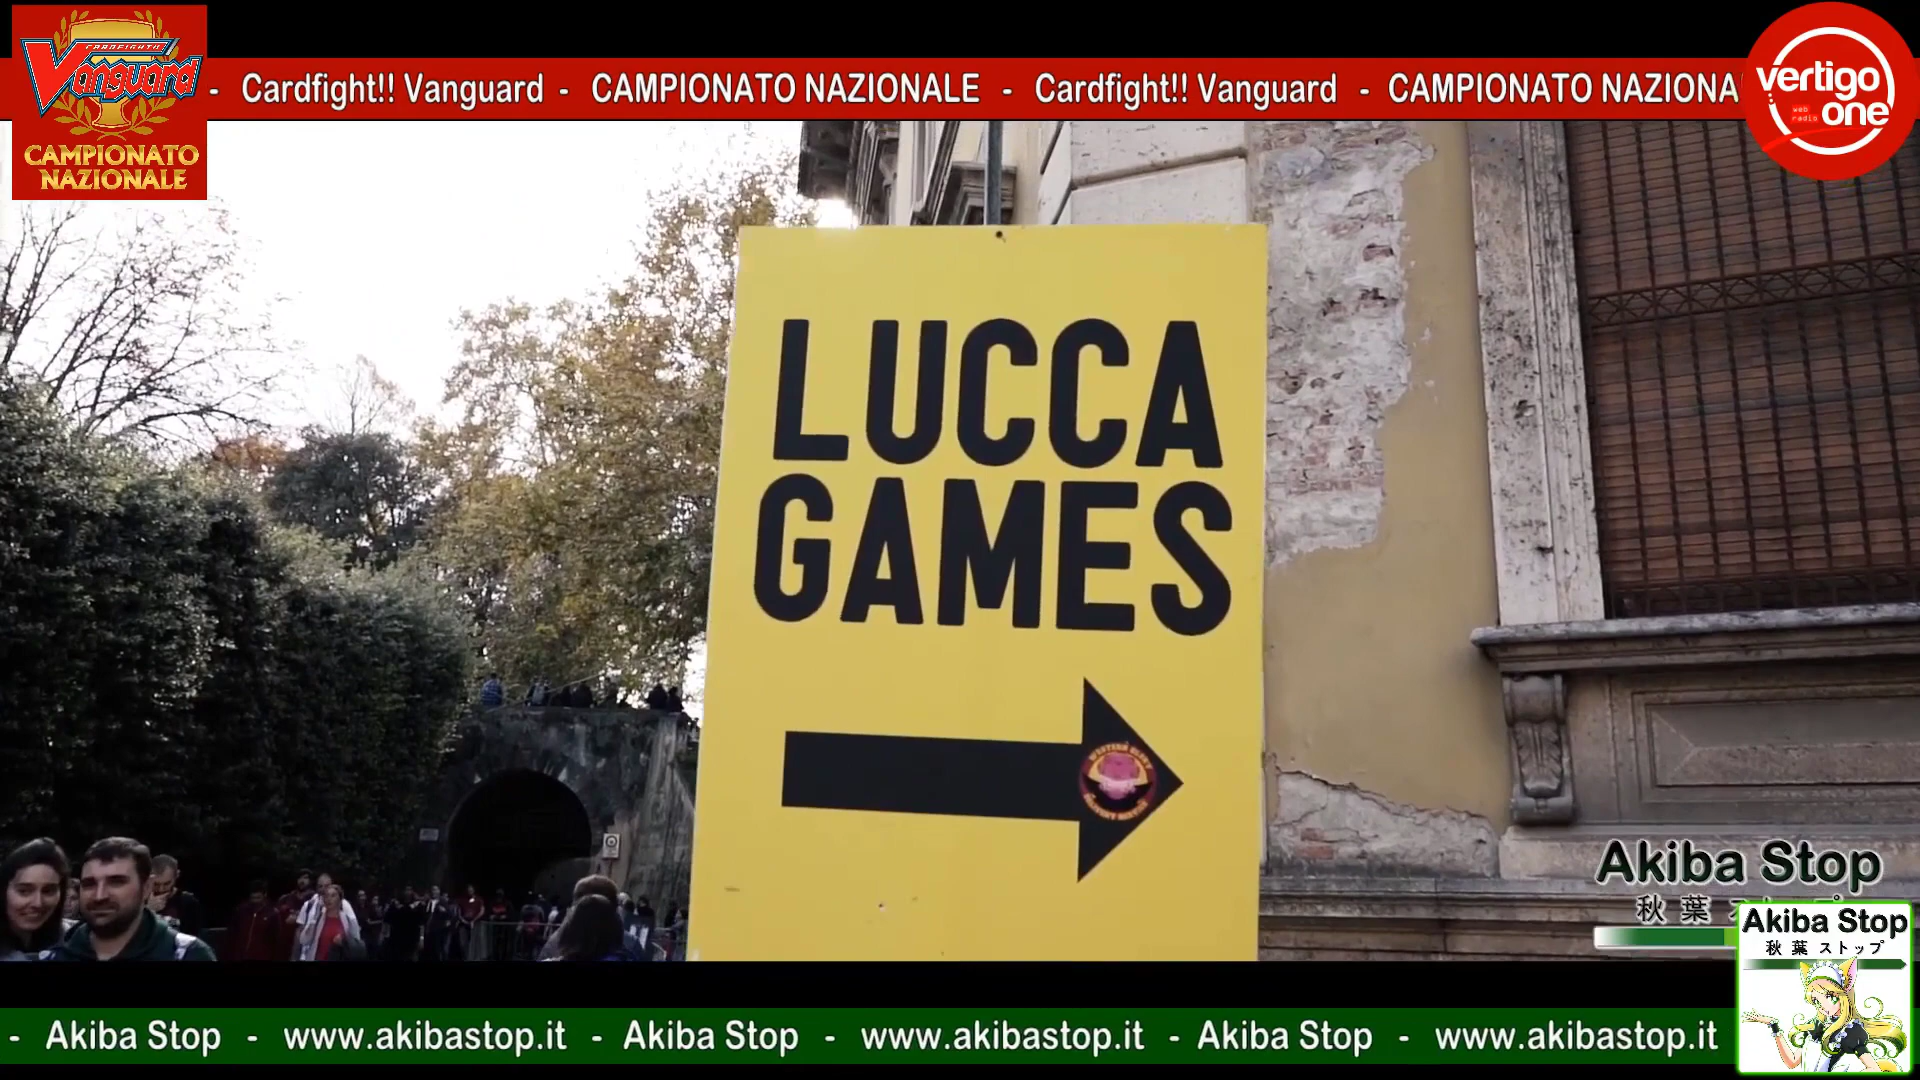 CARDFIGHT!!
Vanguard
CAMPIONATO
NAZIONALE
- Cardfight!! Vanguard - CAMPIONATO NAZIONALE - Cardfight!! Vanguard - CAMPIONATO NAZIONA
vertigo
web
radio
one
LUCCA
GAMES
Akiba Stop
秋葉
Akiba Stop
秋葉ストップ
- Akiba Stop - www.akibastop.it - Akiba Stop - www.akibastop.it - Akiba Stop - www.akibastop.it